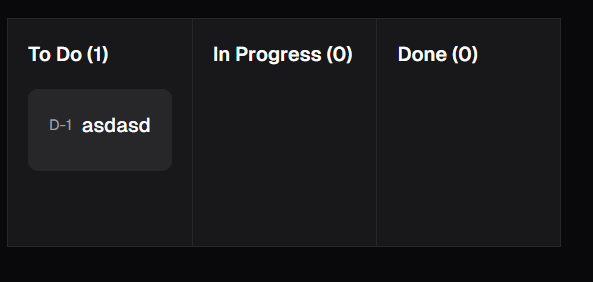 To Do (1)
In Progress (0)
Done (0)
D-1 asdasd